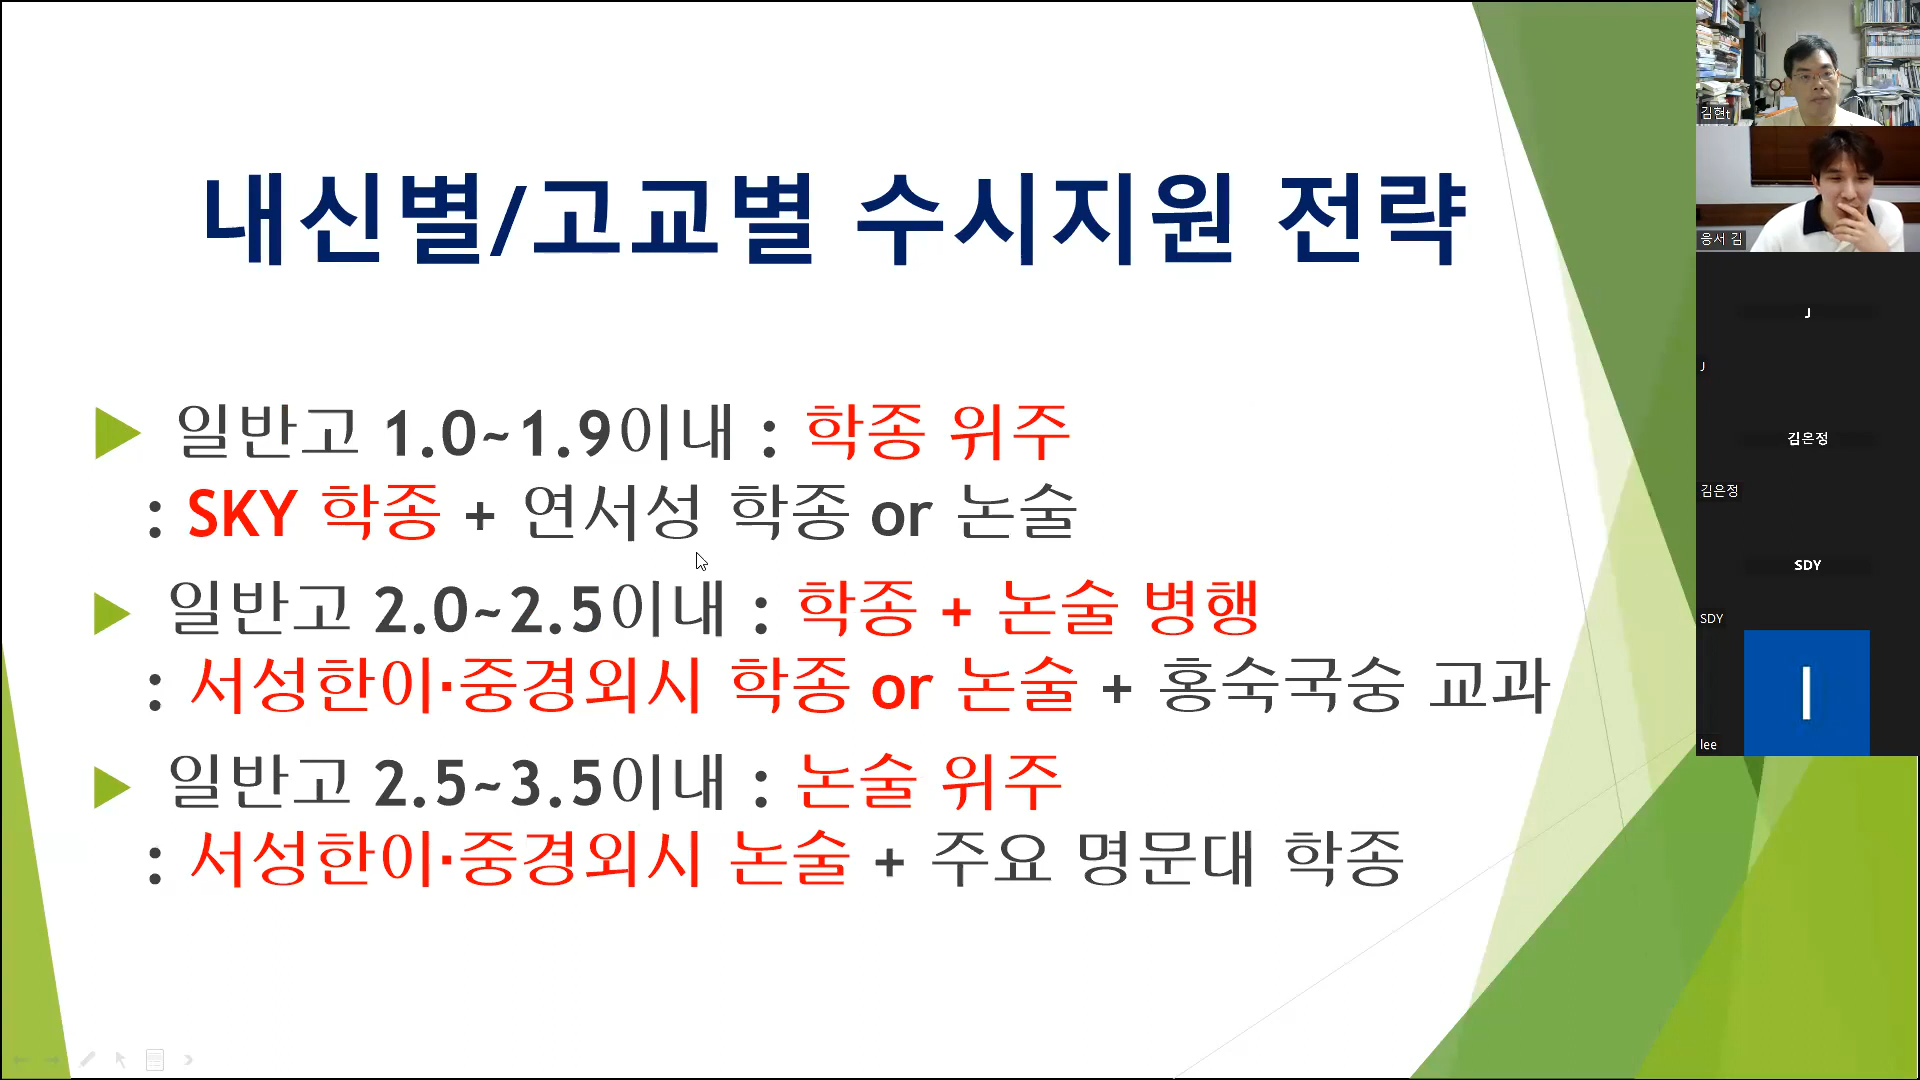 내신별/고교별 수시지원 전략
일반고 1.0~1.9이내 : 학종 위주
: SKY 학종 + 연서성 학종 or 논술
일반고 2.0~2.5이내 : 학종 + 논술 병행
: 서성한이·중경외시 학종 or 논술 + 홍숙국숭 교과
일반고 2.5~3.5이내 : 논술 위주
: 서성한이·중경외시 논술 + 주요 명문대 학종
김현t
응서 김
J
J
김은정
김은정
SDY
SDY
l
lee